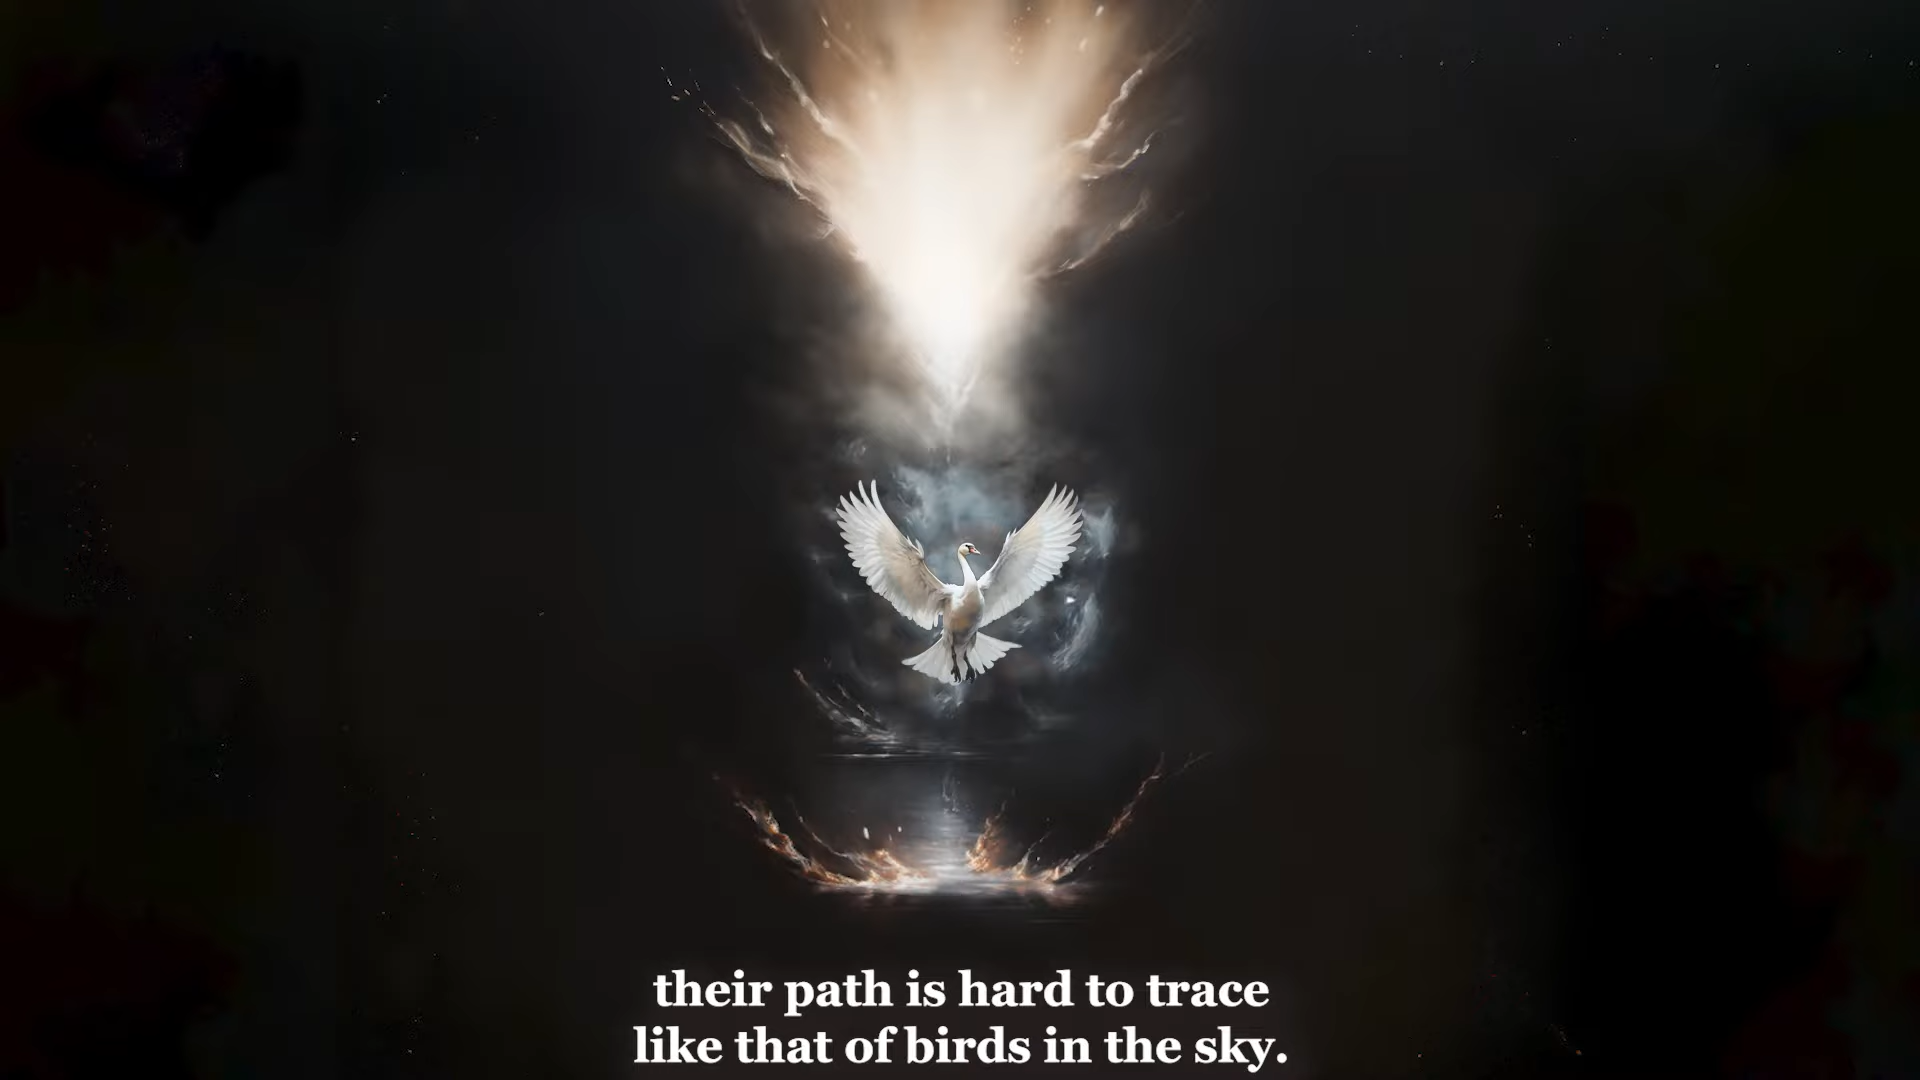 their path is hard to trace
like that of birds in the sky.